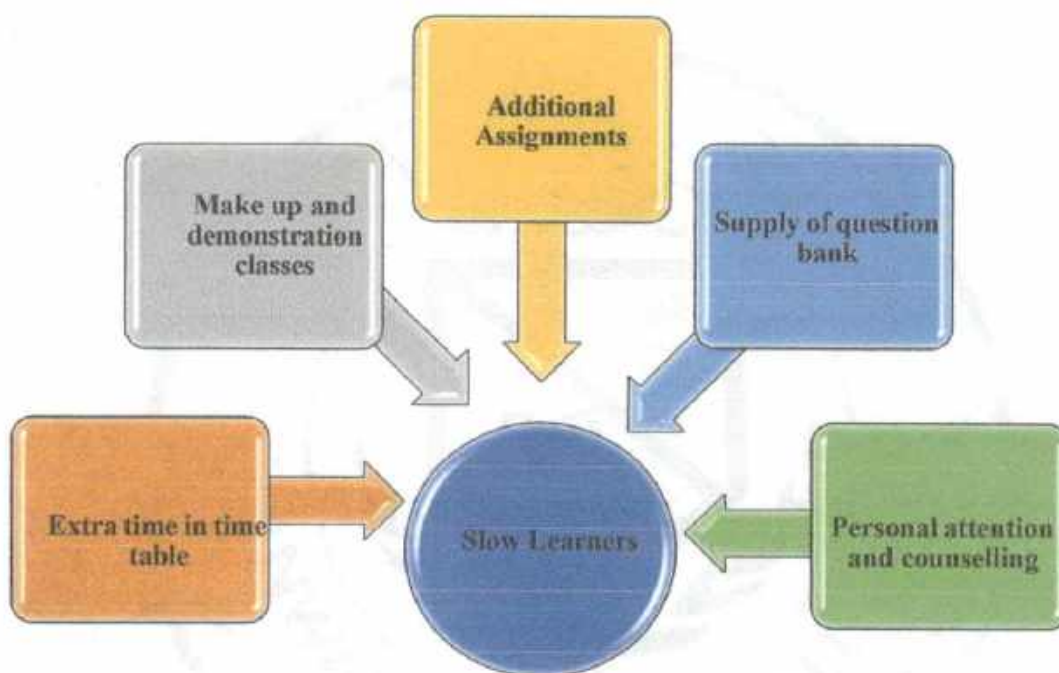 Additional
Assignments
Make up and
demonstration
classes
Supply of question
bank
Extra time in time
table
Slow Learners
Personal attention
and counselling